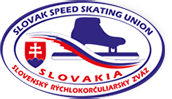 SLOVAK SPEED SKATING UNION
SLOVAKIA
SLOVENSKÝ RÝCHLOKORČULIARSKY ZVÄZ